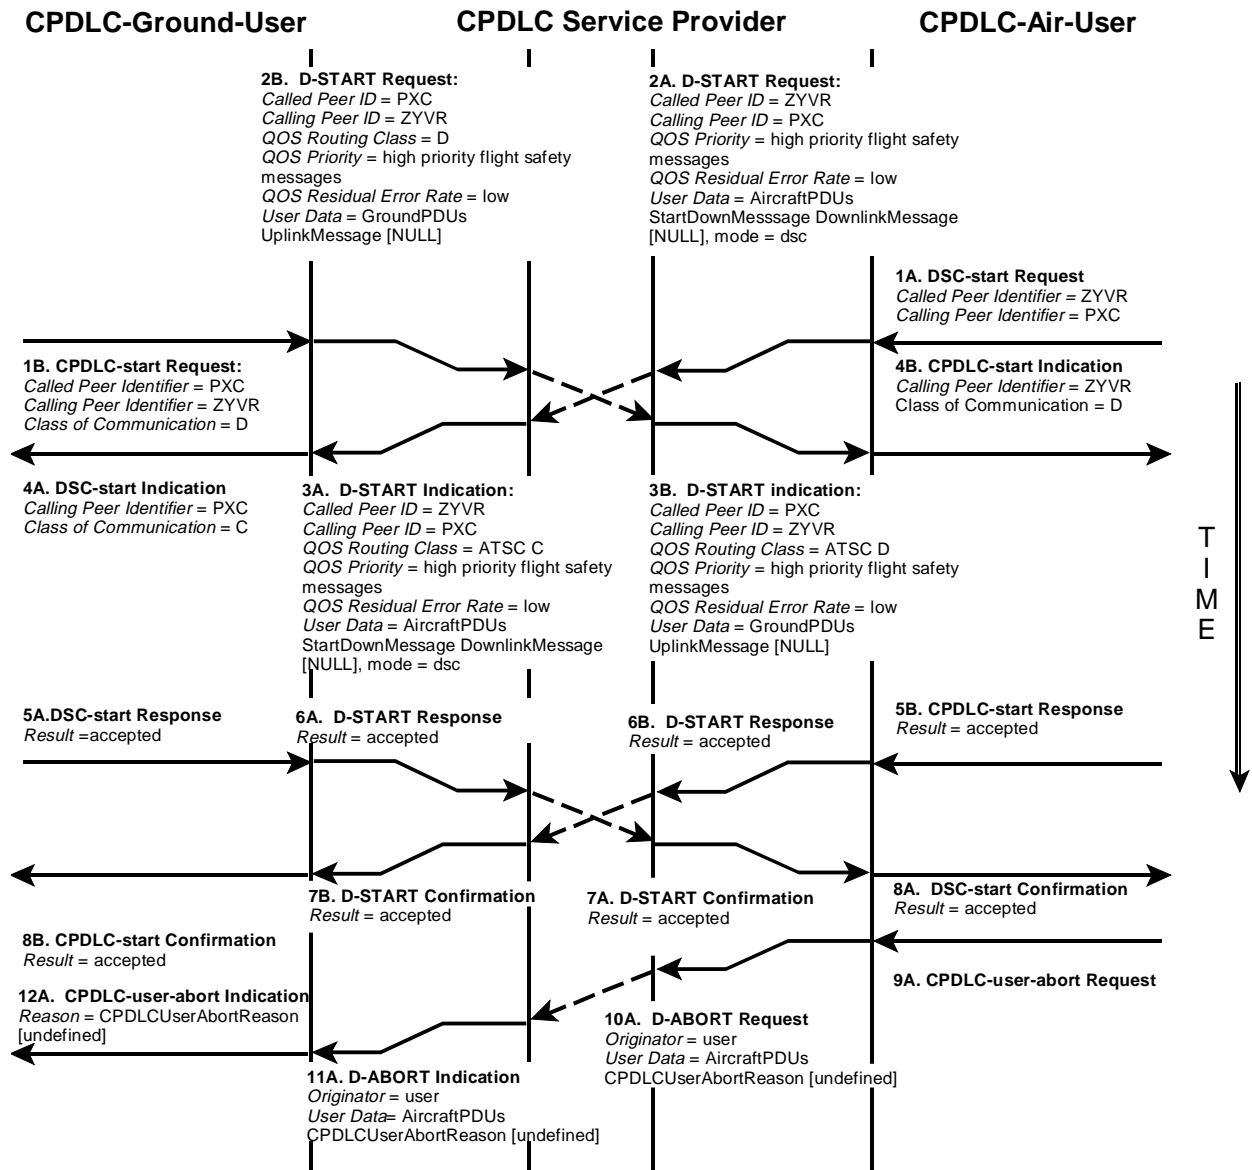 CPDLC-Ground-User
CPDLC Service Provider
CPDLC-Air-User
2B. D-START Request:
Called Peer ID = PXC
Calling Peer ID = ZYVR
QOS Routing Class = D
QOS Priority = high priority flight safety
messages
QOS Residual Error Rate = low
User Data = GroundPDUs
UplinkMessage [NULL]
2A. D-START Request:
Called Peer ID = ZYVR
Calling Peer ID = PXC
QOS Priority = high priority flight safety
messages
QOS Residual Error Rate = low
User Data = AircraftPDUs
StartDownMesssage DownlinkMessage
[NULL], mode = dsc
1A. DSC-start Request
Called Peer Identifier = ZYVR
Calling Peer Identifier = PXC
1B. CPDLC-start Request:
Called Peer Identifier = PXC
Calling Peer Identifier = ZYVR
Class of Communication = D
4B. CPDLC-start Indication
Calling Peer Identifier = ZYVR
Class of Communication = D
4A. DSC-start Indication
Calling Peer Identifier = PXC
Class of Communication = C
3A. D-START Indication:
Called Peer ID = ZYVR
Calling Peer ID = PXC
QOS Routing Class = ATSC C
QOS Priority = high priority flight safety
messages
QOS Residual Error Rate = low
User Data = AircraftPDUs
StartDownMessage DownlinkMessage
[NULL], mode = dsc
3B. D-START indication:
Called Peer ID = PXC
Calling Peer ID = ZYVR
QOS Routing Class = ATSC D
QOS Priority = high priority flight safety
messages
QOS Residual Error Rate = low
User Data = GroundPDUs
UplinkMessage [NULL]
T
I
M
E
5A.DSC-start Response
Result =accepted
6A. D-START Response
Result = accepted
6B. D-START Response
Result = accepted
5B. CPDLC-start Response
Result = accepted
7B. D-START Confirmation
Result = accepted
7A. D-START Confirmation
Result = accepted
8A. DSC-start Confirmation
Result = accepted
8B. CPDLC-start Confirmation
Result = accepted
9A. CPDLC-user-abort Request
12A. CPDLC-user-abort Indication
Reason = CPDLCUserAbortReason
[undefined]
10A. D-ABORT Request
Originator = user
User Data = AircraftPDUs
CPDLCUserAbortReason [undefined]
11A. D-ABORT Indication
Originator = user
User Data= AircraftPDUs
CPDLCUserAbortReason [undefined]